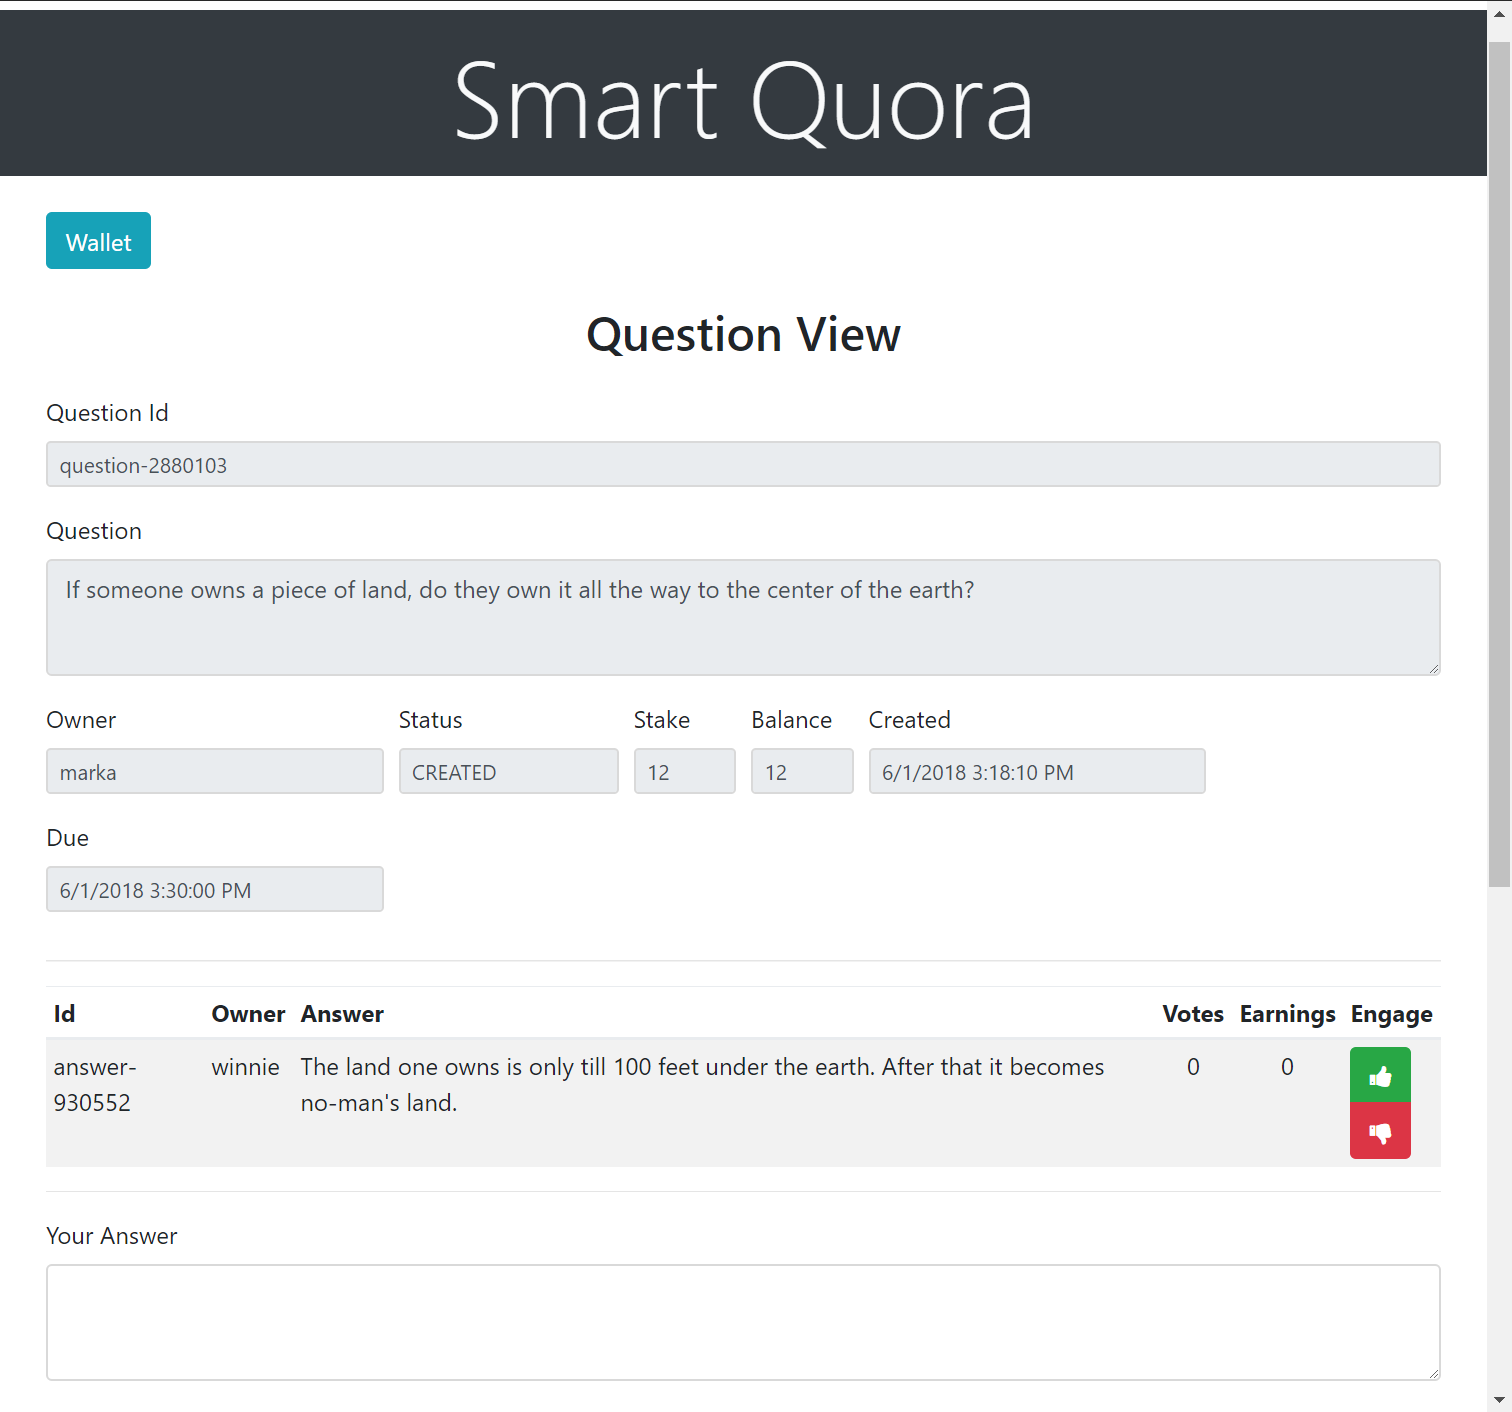 Smart Quora
Wallet
Question View
Question Id
question-2880103
Question
If someone owns a piece of land, do they own it all the way to the center of the earth?
Owner Status Stake Balance Created
marka CREATED 12 12 6/1/2018 3:18:10 PM
Due
6/1/2018 3:30:00 PM
Id Owner Answer Votes Earnings Engage
answer- winnie The land one owns is only till 100 feet under the earth. After that it becomes 0 0
930552 no-man's land.
Your Answer